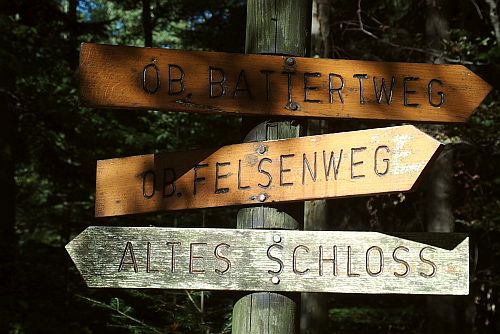 OB. BATTERTWEG
OB. FELSENWEG
ALTES SCHLOSS